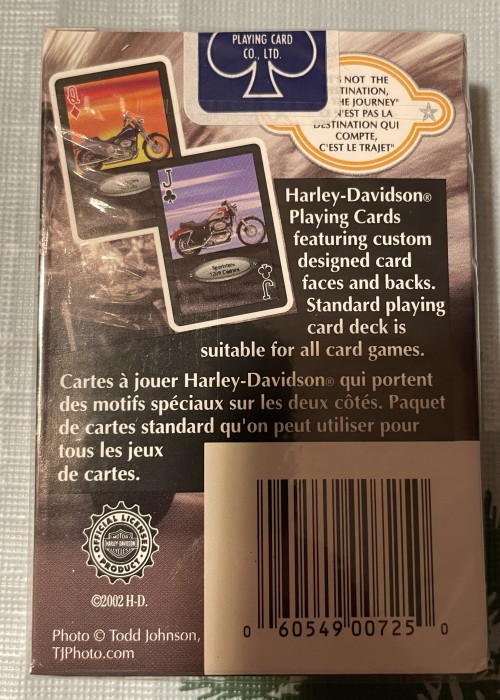 PLAYING CARD
CO., LTD.
NOT THE
THE JOURNEY"
N'EST PAS LA
DESTINATION QUI
COMPTE,
C'EST LE TRAJET"
Q
J
Sportster
J
Harley-Davidson®
Playing Cards
featuring custom
designed card
faces and backs.
Standard playing
card deck is
suitable for all card games.
Cartes à jouer Harley-Davidson® qui portent
des motifs spéciaux sur les deux côtés. Paquet
de cartes standard qu'on peut utiliser pour
tous les jeux
de cartes.
OFFICIAL LICENSED
MOTOR
HARLEY-DAVIDSON
PRODUCT
©2002 H-D.
Photo © Todd Johnson,
TJPhoto.com
0 60549 00725 0